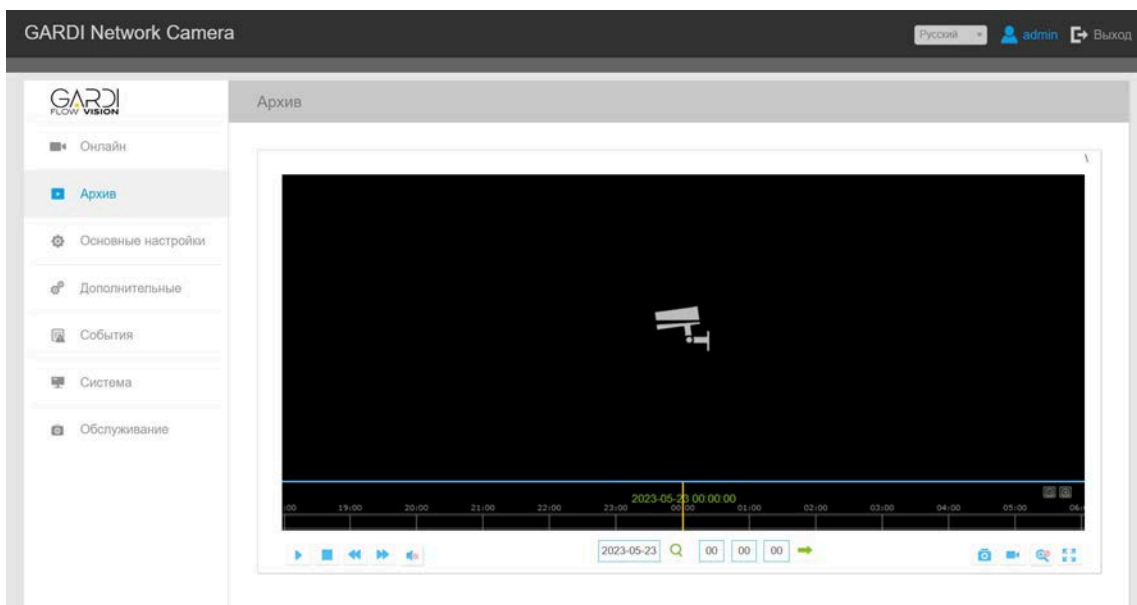 GARDI Network Camera
Русский
admin
Выход
GARDI
FLOW VISION
Архив
Онлайн
Архив
Основные настройки
Дополнительные
События
Система
Обслуживание
\
2023-05-23 00:00:00
:00 19:00 20:00 21:00 22:00 23:00 00:00 01:00 02:00 03:00 04:00 05:00 06:
2023-05-23 00 00 00